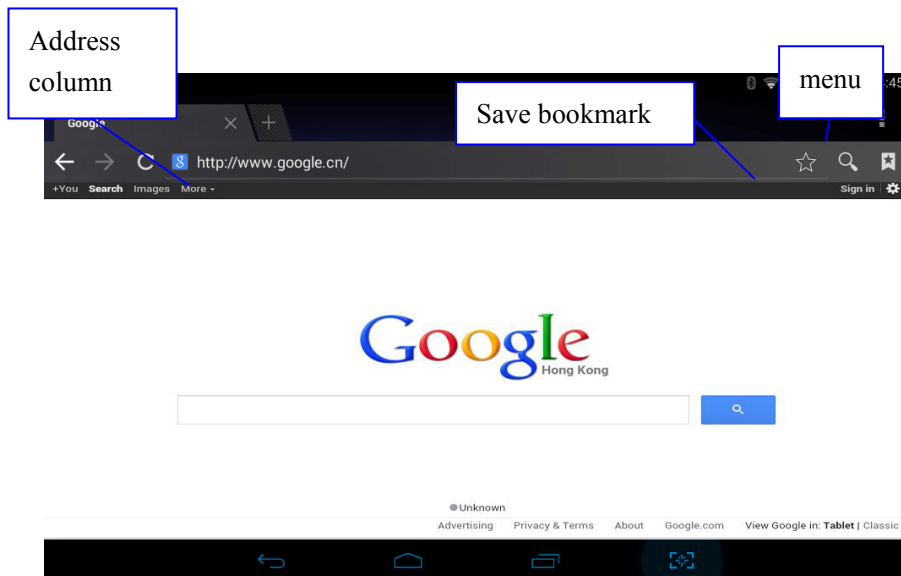 Address
column
menu
:45
Save bookmark
Google
http://www.google.cn/
+You Search Images More
Sign in
Google
Hong Kong
Unknown
Advertising Privacy & Terms About Google.com View Google in: Tablet | Classic